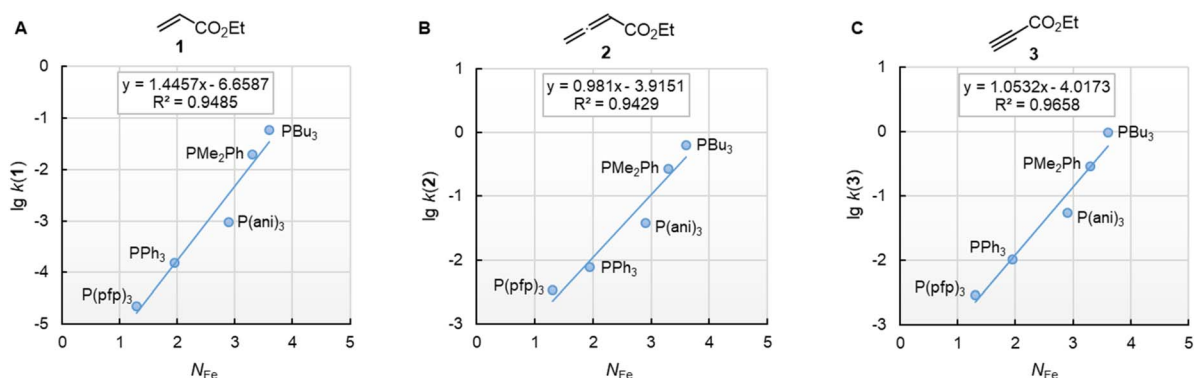 A
CO2Et
1
y = 1.4457x - 6.6587
R² = 0.9485
0
-1
-2
-3
-4
-5
lg k(1)
PBu3
PMe2Ph
P(ani)3
PPh3
P(pfp)3
0 1 2 3 4 5
NFe
B
CO2Et
2
y = 0.981x - 3.9151
R² = 0.9429
1
0
-1
-2
-3
lg k(2)
PBu3
PMe2Ph
P(ani)3
PPh3
P(pfp)3
0 1 2 3 4 5
NFe
C
CO2Et
3
y = 1.0532x - 4.0173
R² = 0.9658
1
0
-1
-2
-3
lg k(3)
PBu3
PMe2Ph
P(ani)3
PPh3
P(pfp)3
0 1 2 3 4 5
NFe